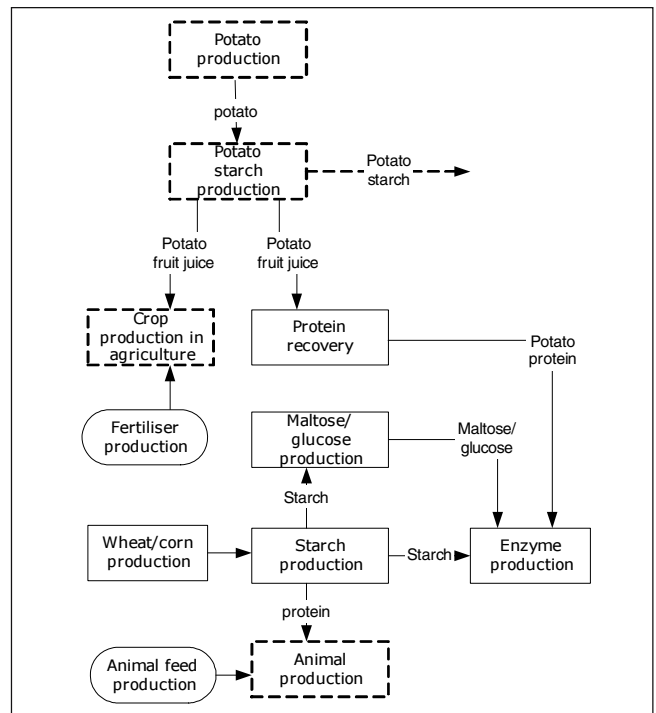 Potato
production
potato
Potato
starch
production
Potato
starch
Potato
fruit juice
Potato
fruit juice
Crop
production in
agriculture
Protein
recovery
Potato
protein
Fertiliser
production
Maltose/
glucose
production
Maltose/
glucose
Starch
Wheat/corn
production
Starch
production
Starch
Enzyme
production
protein
Animal feed
production
Animal
production